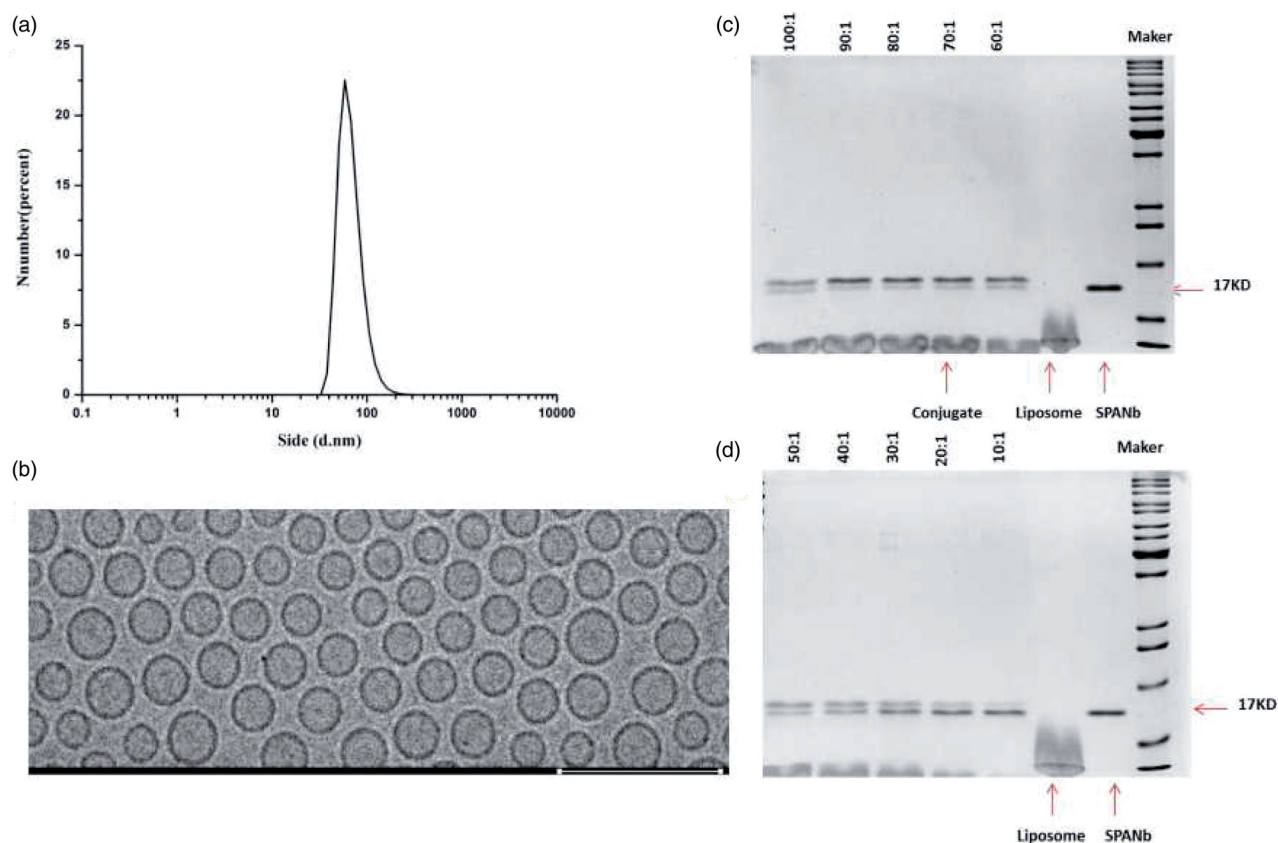 (a)
25
20
15
10
5
0
Nnumber(percent)
0.1 1 10 100 1000 10000
Side (d.nm)
(b)
(c)
100:1 90:1 80:1 70:1 60:1 Maker
17KD
Conjugate Liposome SPANb
(d)
50:1 40:1 30:1 20:1 10:1 Maker
17KD
Liposome SPANb